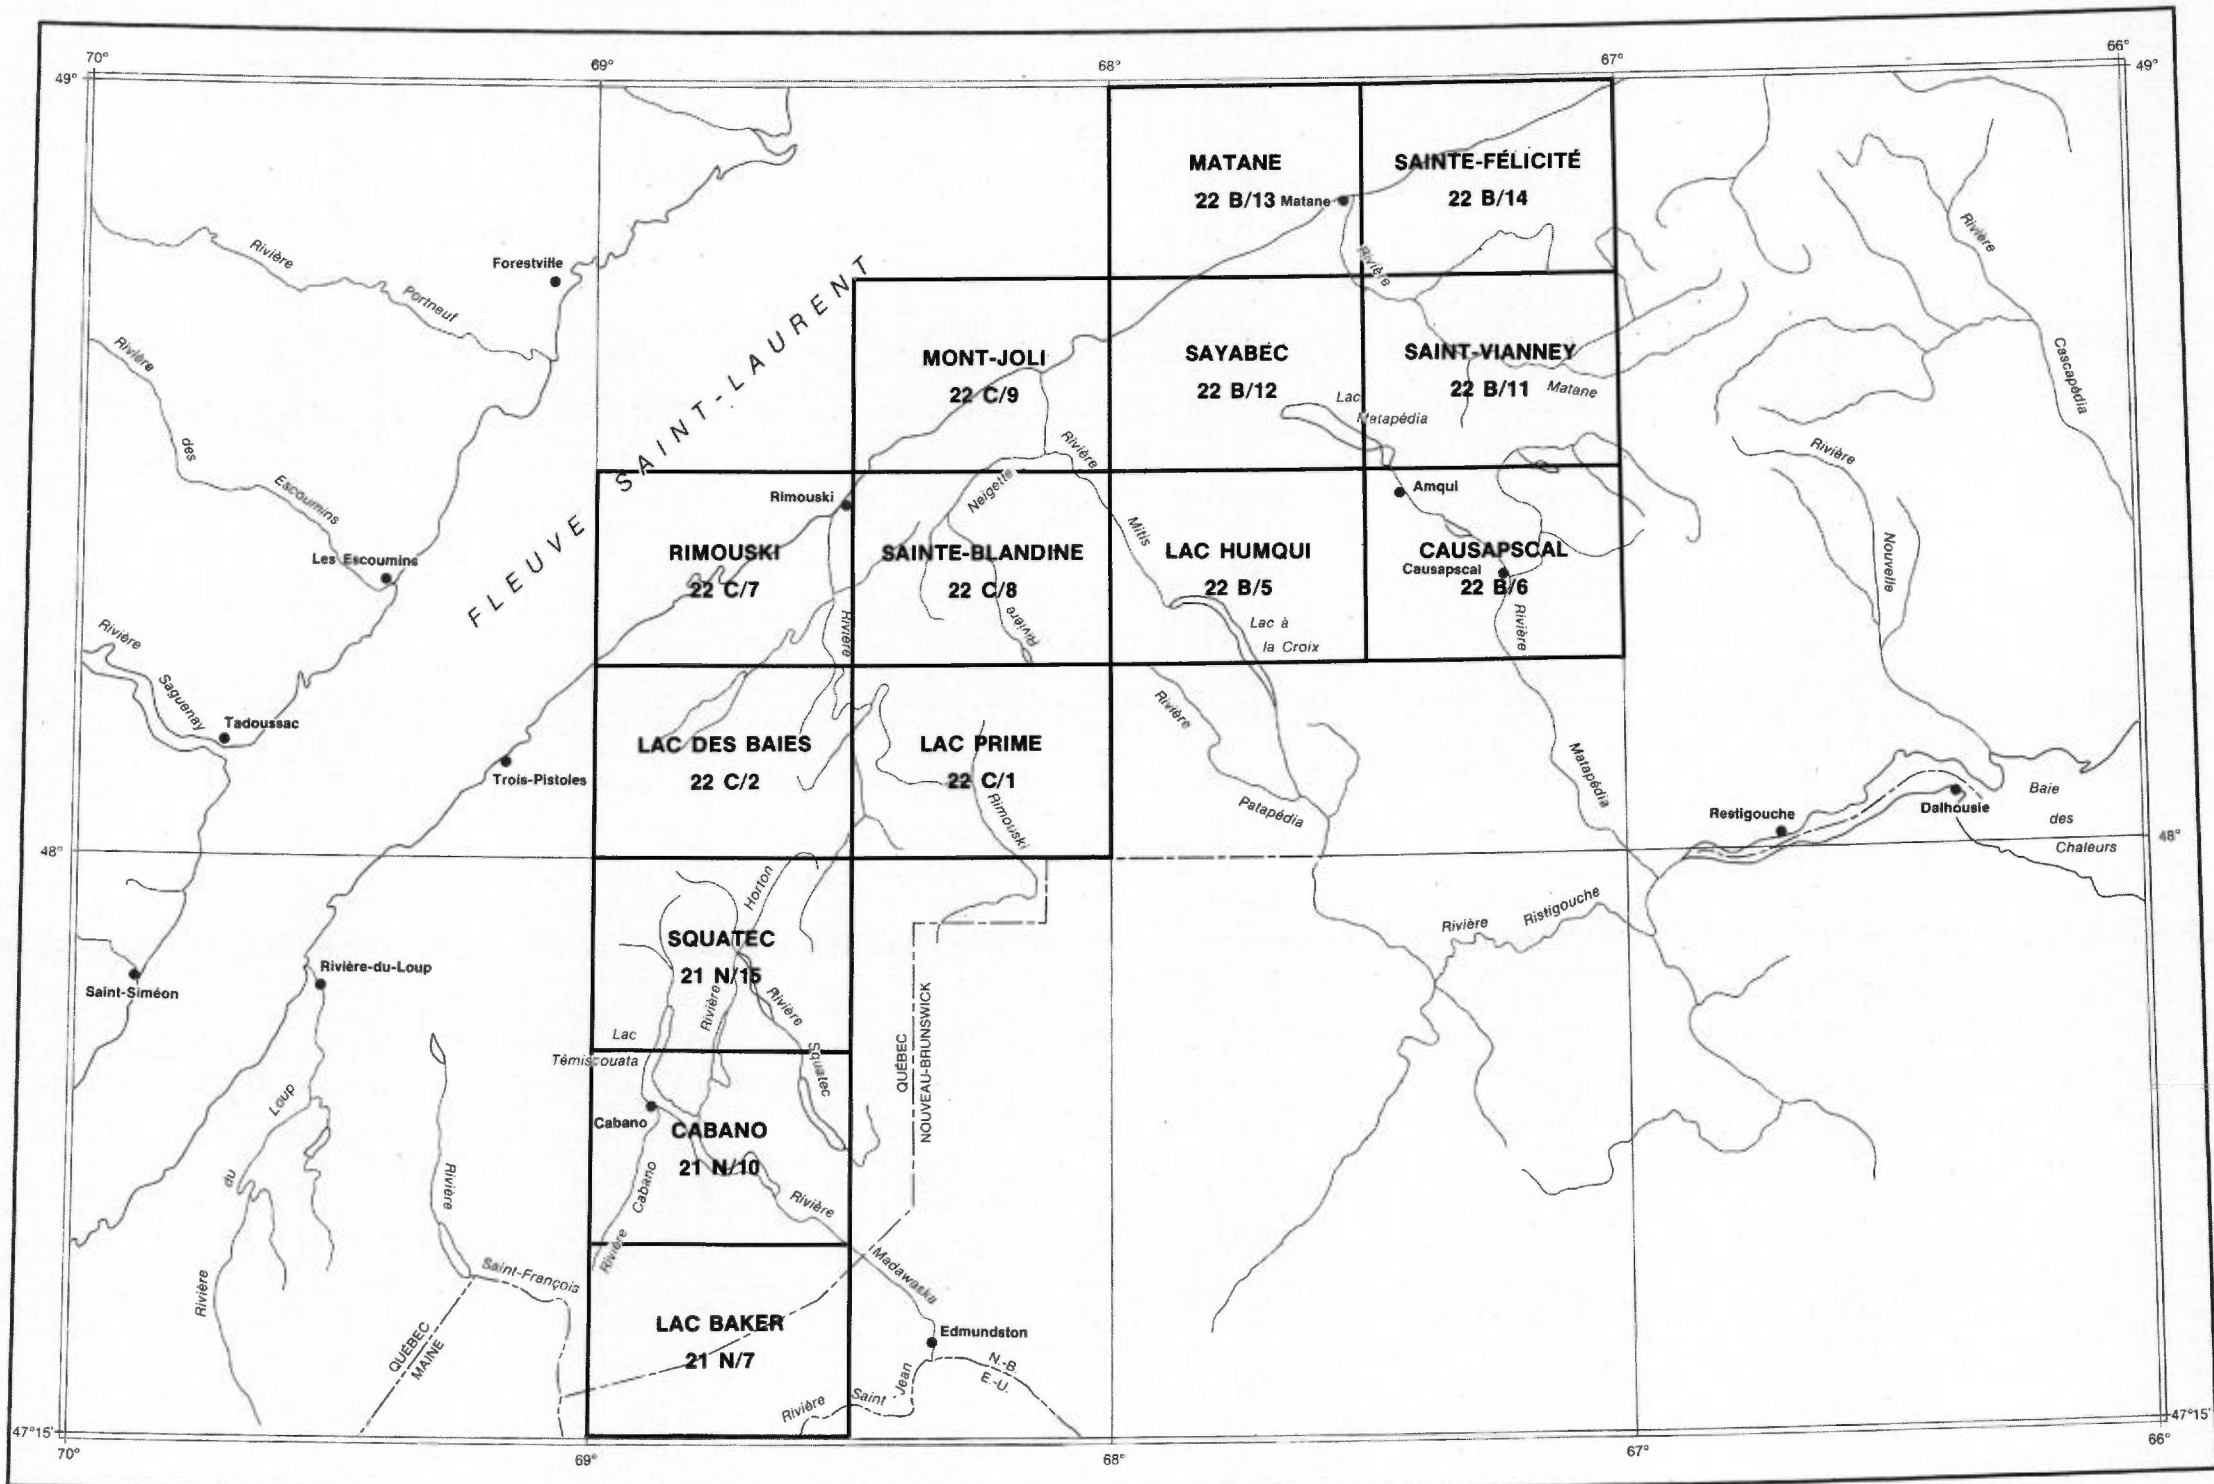 70°
69°
68°
67°
66°
49°
49°
MATANE
22 B/13
Matane
SAINTE-FÉLICITÉ
22 B/14
Rivière
Portneuf
Forestville
Rivière
Rivière
Cascapédia
FLEUVE SAINT-LAURENT
MONT-JOLI
22 C/9
SAYABEC
22 B/12
SAINT-VIANNEY
22 B/11
Matane
Lac
Matapédia
Rivière
des
Escoumins
Les Escoumins
Rivière
Mitis
Neigette
Rivière
Nouvelle
Rimouski
Amqui
RIMOUSKI
22 C/7
SAINTE-BLANDINE
22 C/8
LAC HUMQUI
22 B/5
CAUSAPSCAL
Causapscal
22 B/6
Rivière
Rivière
Lac à
la Croix
Rivière
Matapédia
Rivière
Saguenay
Tadoussac
Trois-Pistoles
LAC DES BAIES
22 C/2
LAC PRIME
22 C/1
Rimouski
Rivière
Patapédia
Restigouche
Dalhousie
Baie
des
Chaleurs
48°
48°
Horton
SQUATEC
21 N/15
Rivière
Rivière
Squatec
Rivière
Ristigouche
Saint-Siméon
Rivière-du-Loup
Lac
Témiscouata
QUÉBEC
NOUVEAU-BRUNSWICK
Cabano
CABANO
21 N/10
Rivière
Cabano
Rivière
Madawaska
Loup
du
Rivière
Rivière
Saint-François
QUÉBEC
MAINE
LAC BAKER
21 N/7
Edmundston
N.-B.
E.-U.
Rivière
Saint-Jean
47°15'
47°15'
70°
69°
68°
67°
66°